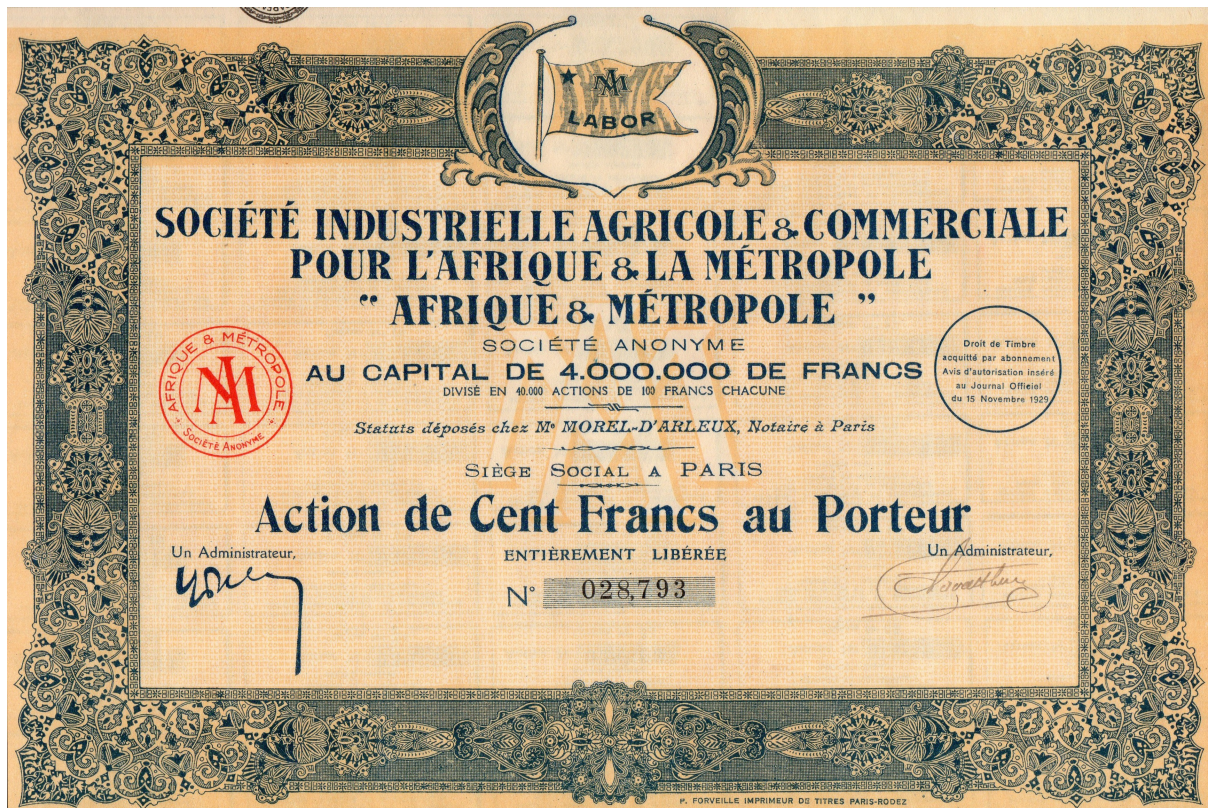 AM
LABOR
SOCIÉTÉ INDUSTRIELLE AGRICOLE & COMMERCIALE
POUR L'AFRIQUE & LA MÉTROPOLE
“ AFRIQUE & MÉTROPOLE ”
SOCIÉTÉ ANONYME
AU CAPITAL DE 4.000.000 DE FRANCS
DIVISÉ EN 40.000 ACTIONS DE 100 FRANCS CHACUNE
AFRIQUE & MÉTROPOLE
AM
SOCIÉTÉ ANONYME
Droit de Timbre
acquitté par abonnement
Avis d'autorisation inséré
au Journal Officiel
du 15 Novembre 1929
Statuts déposés chez Me MOREL-D'ARLEUX, Notaire à Paris
SIÈGE SOCIAL A PARIS
Action de Cent Francs au Porteur
Un Administrateur,
ENTIÈREMENT LIBÉRÉE
Un Administrateur,
N° 028,793
P. FORVEILLE IMPRIMEUR DE TITRES PARIS-RODEZ